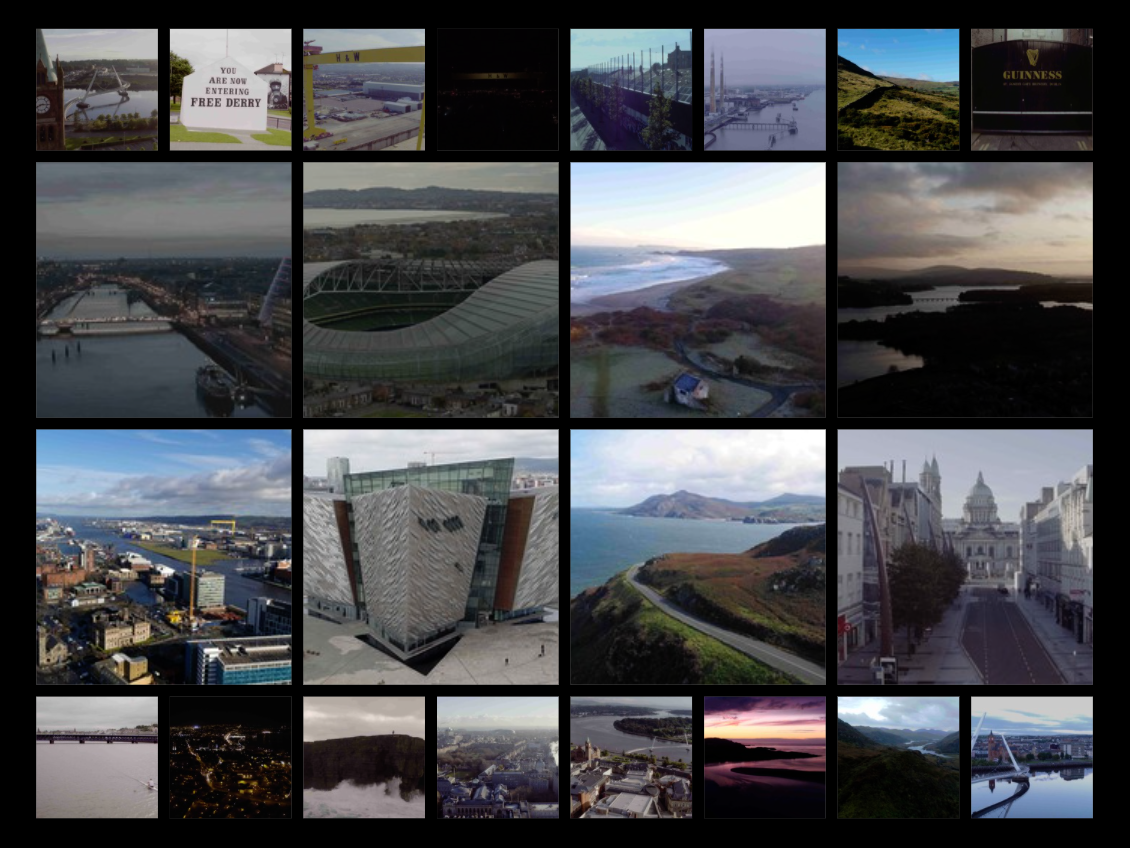 YOU
ARE NOW
ENTERING
FREE DERRY
H&W
GUINNESS